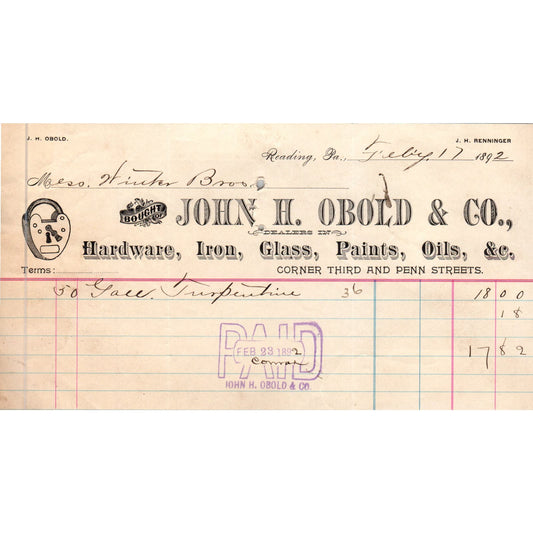 J. H. OBOLD.
J. H. RENNINGER
Reading, Pa., Feby. 17 1892
Mess. Winter Bros.
BOUGHT OF JOHN H. OBOLD & CO.,
DEALERS IN
Hardware, Iron, Glass, Paints, Oils, &c.
Terms:
CORNER THIRD AND PENN STREETS.
50 Gall. Turpentine 36 18 00
18
17 82
PAID
FEB 23 1892
JOHN H. OBOLD & CO.